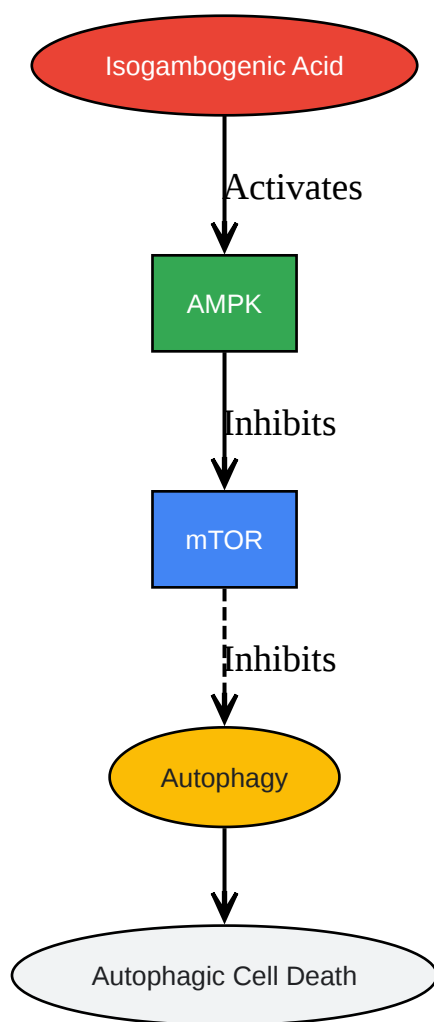 Isogambogenic Acid
Activates
AMPK
Inhibits
mTOR
Inhibits
Autophagy
Autophagic Cell Death